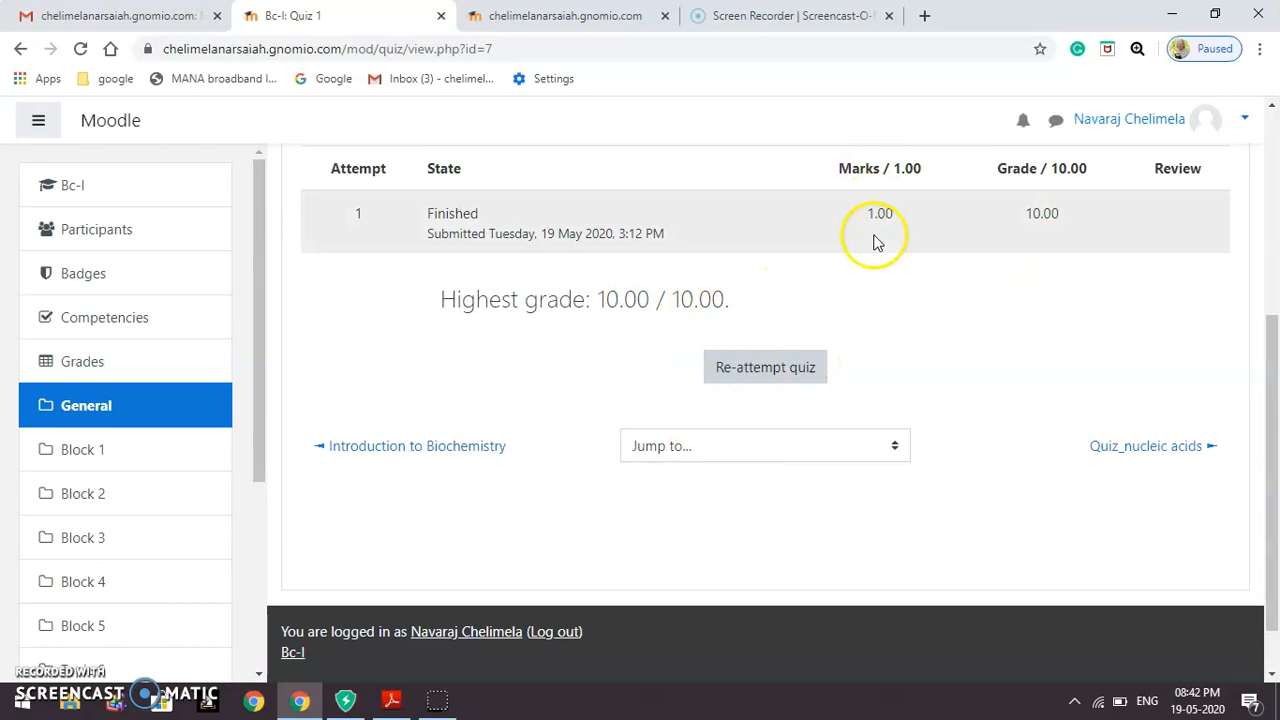 chelimelanarsaiah.gnomio.com: M
Bc-I: Quiz 1
chelimelanarsaiah.gnomio.com
Screen Recorder | Screencast-O-M
chelimelanarsaiah.gnomio.com/mod/quiz/view.php?id=7
Paused
Apps
google
MANA broadband I...
Google
Inbox (3) - chelimel...
Settings
Moodle
Navaraj Chelimela
Bc-I
Participants
Badges
Competencies
Grades
General
Block 1
Block 2
Block 3
Block 4
Block 5
Attempt State Marks / 1.00 Grade / 10.00 Review
1 Finished 1.00 10.00
Submitted Tuesday, 19 May 2020, 3:12 PM
Highest grade: 10.00 / 10.00.
Re-attempt quiz
◄ Introduction to Biochemistry
Jump to...
Quiz_nucleic acids ►
You are logged in as Navaraj Chelimela (Log out)
Bc-I
RECORDED WITH
SCREENCAST MATIC
ENG
08:42 PM
19-05-2020
7